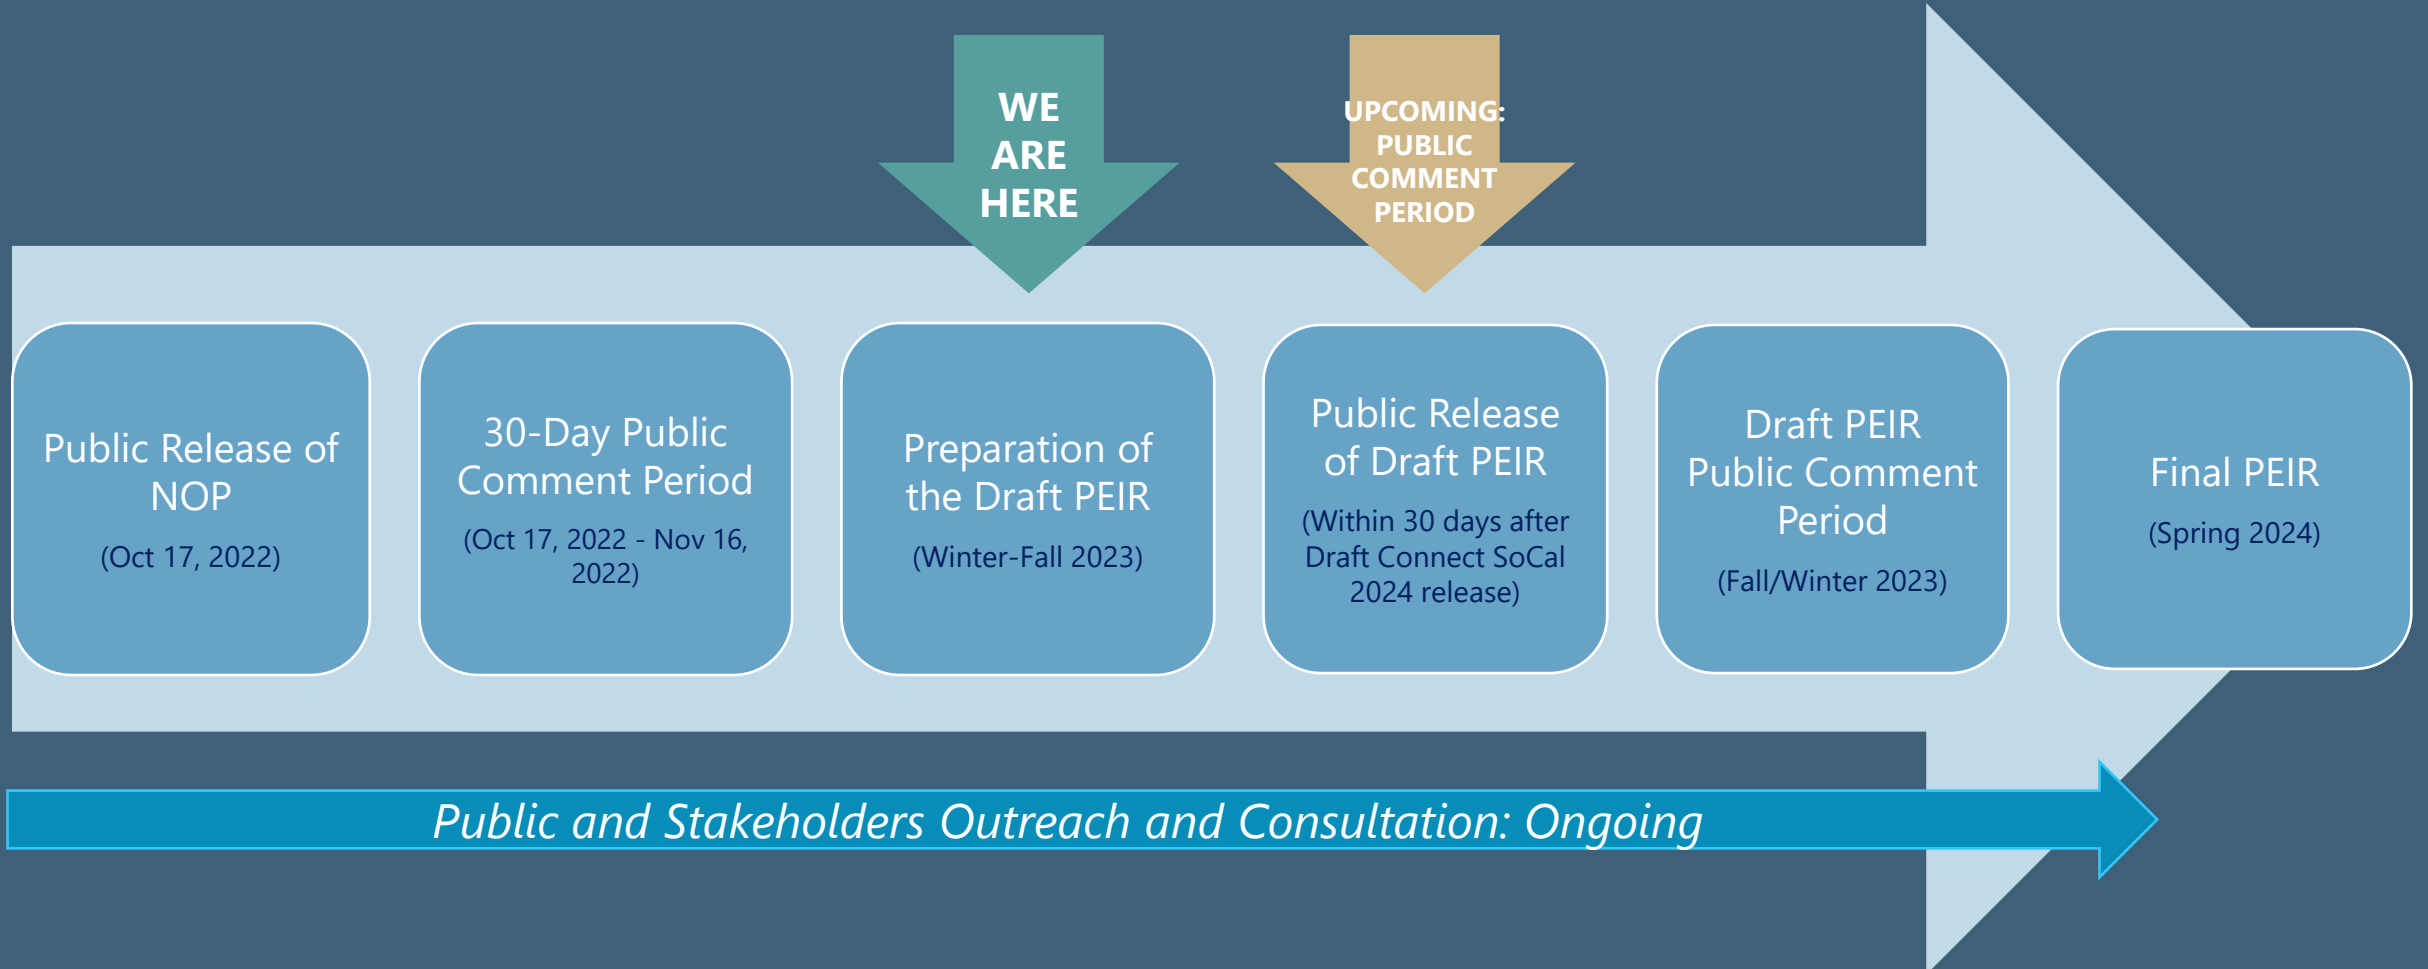 WE
ARE
HERE
UPCOMING:
PUBLIC
COMMENT
PERIOD
Public Release of
NOP
(Oct 17, 2022)
30-Day Public
Comment Period
(Oct 17, 2022 - Nov 16,
2022)
Preparation of
the Draft PEIR
(Winter-Fall 2023)
Public Release
of Draft PEIR
(Within 30 days after
Draft Connect SoCal
2024 release)
Draft PEIR
Public Comment
Period
(Fall/Winter 2023)
Final PEIR
(Spring 2024)
Public and Stakeholders Outreach and Consultation: Ongoing